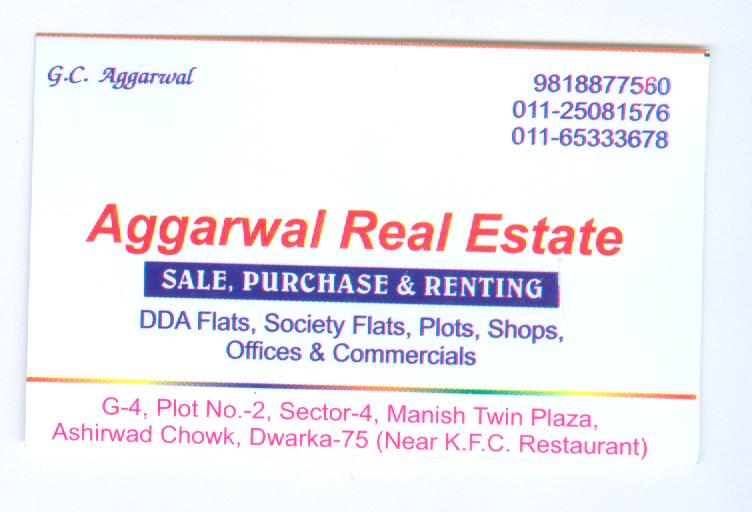 G.C. Aggarwal
9818877560
011-25081576
011-65333678
Aggarwal Real Estate
SALE, PURCHASE & RENTING
DDA Flats, Society Flats, Plots, Shops,
Offices & Commercials
G-4, Plot No.-2, Sector-4, Manish Twin Plaza,
Ashirwad Chowk, Dwarka-75 (Near K.F.C. Restaurant)